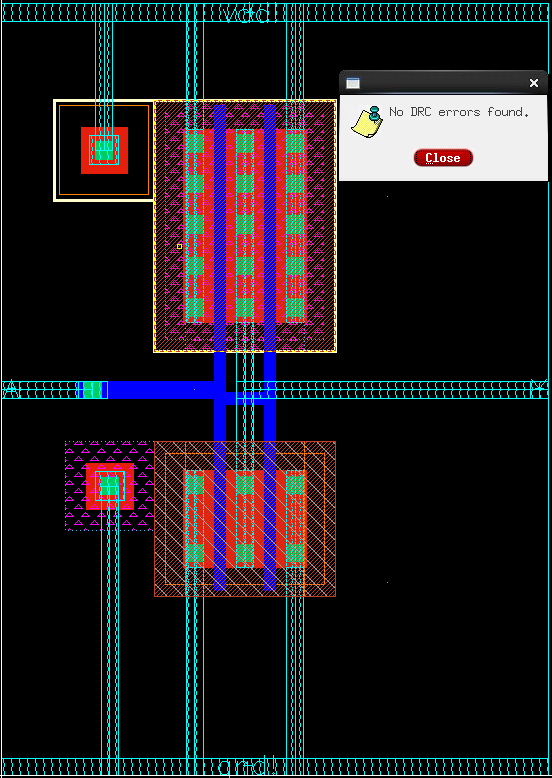 vdd!
No DRC errors found.
Close
A
Y
gnd!